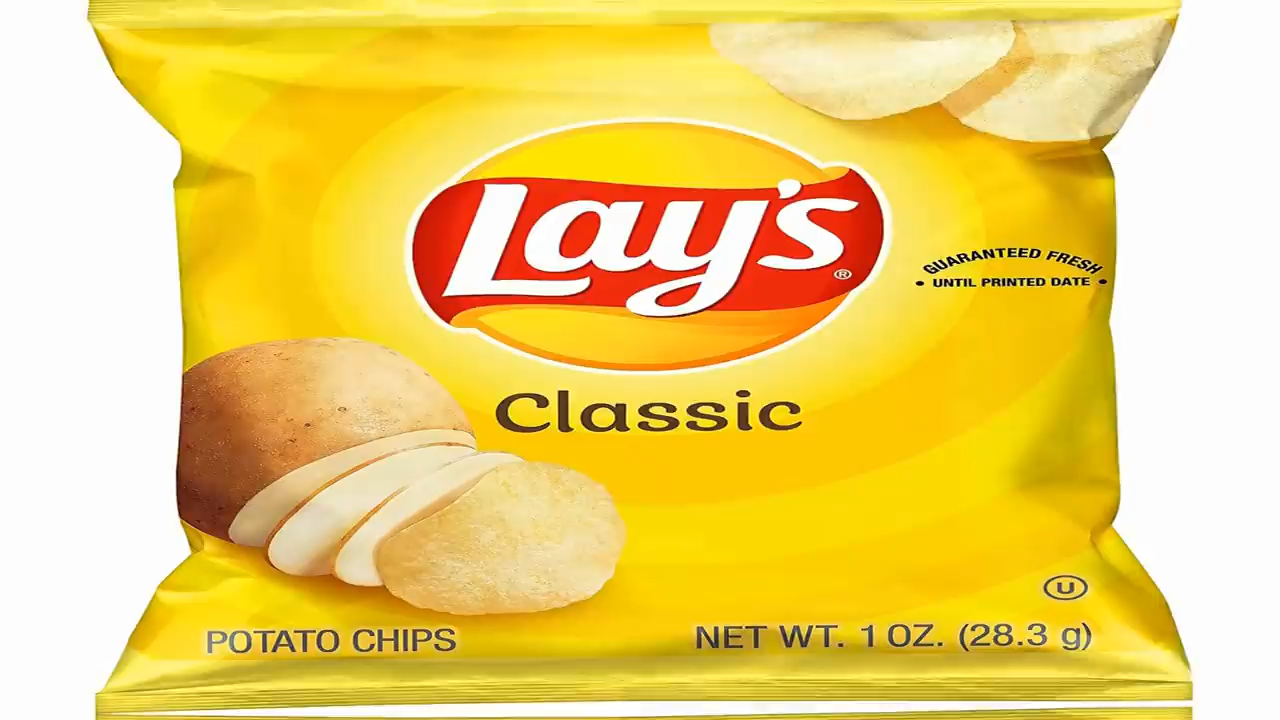 Lay's®
GUARANTEED FRESH
• UNTIL PRINTED DATE •
Classic
U
POTATO CHIPS
NET WT. 1 OZ. (28.3 g)